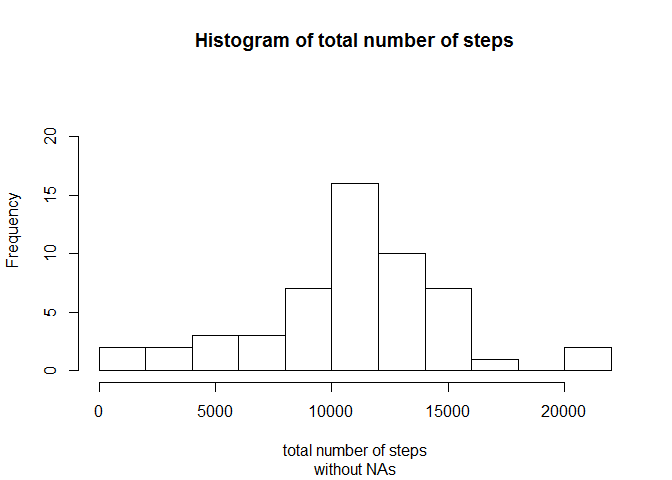 Histogram of total number of steps
Frequency
20
15
10
5
0
0 5000 10000 15000 20000
total number of steps
without NAs